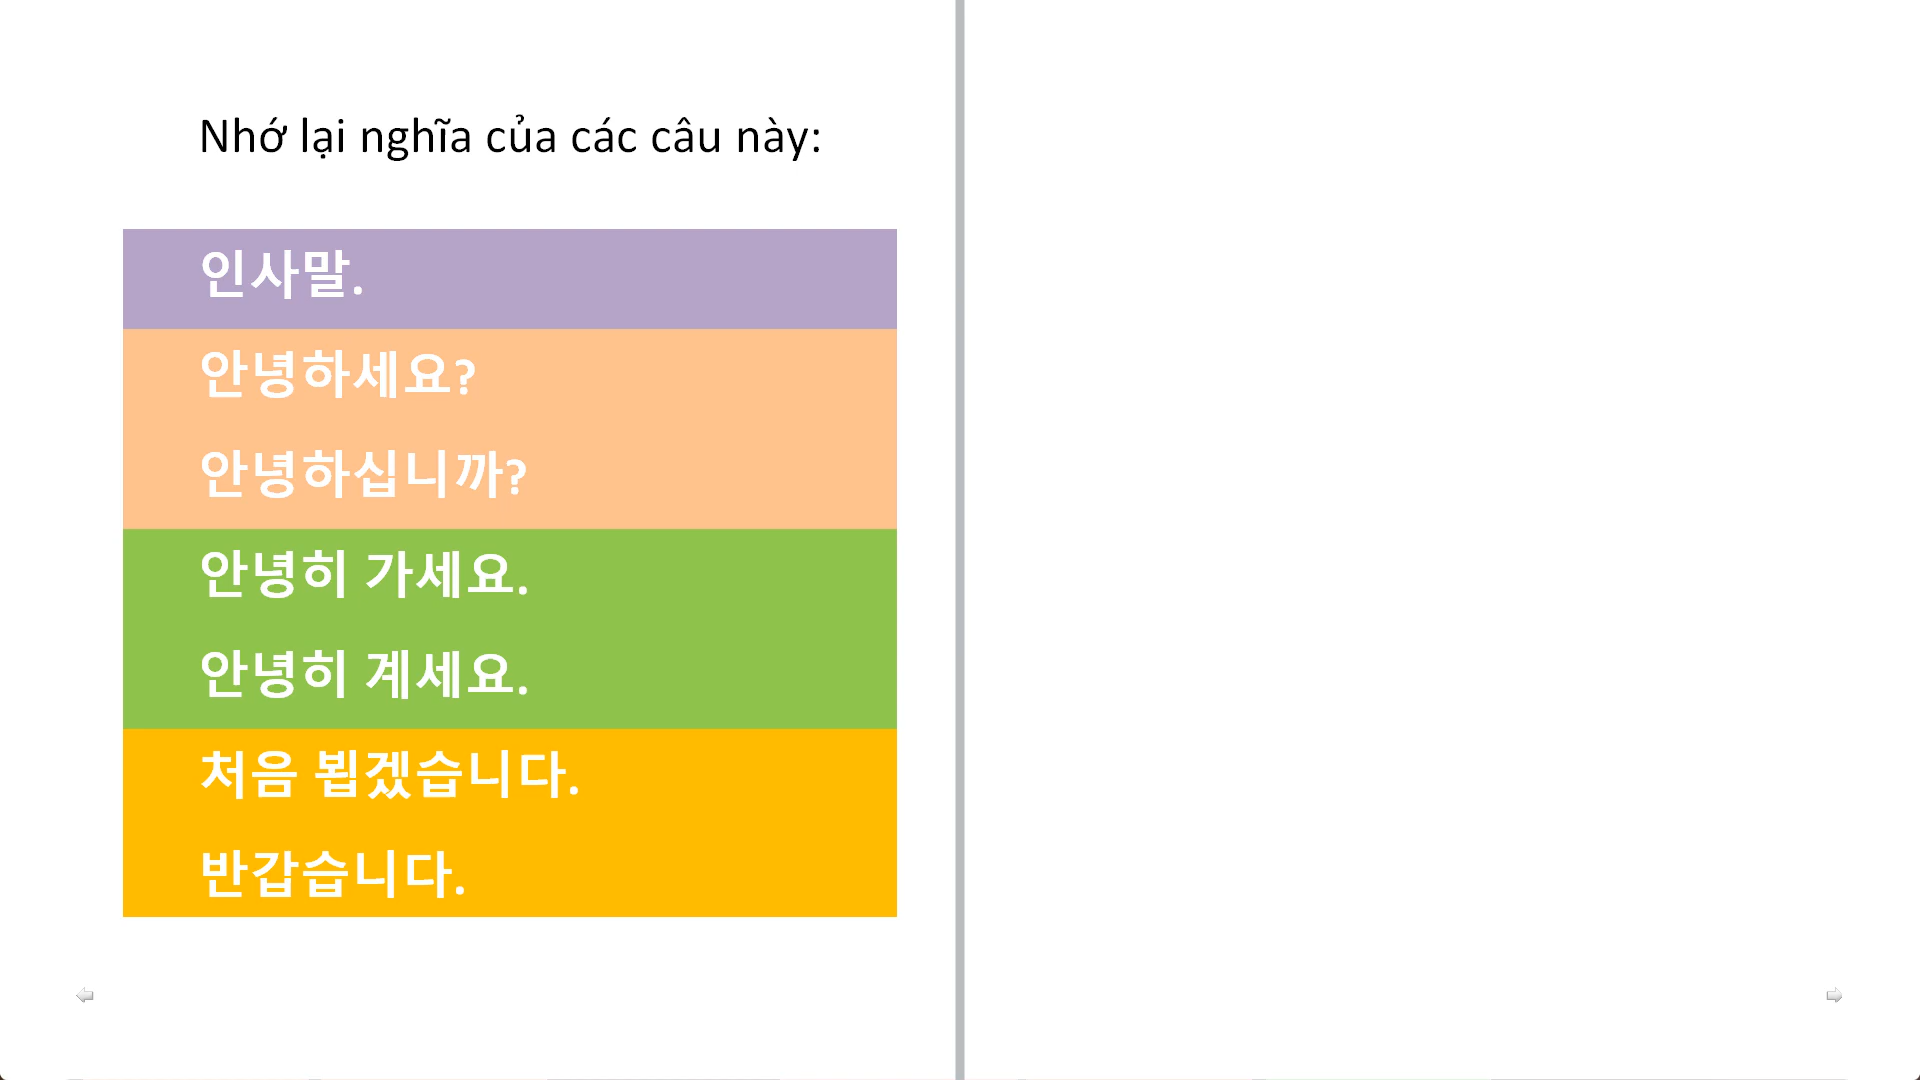 Nhớ lại nghĩa của các câu này:
인사말.
안녕하세요?
안녕하십니까?
안녕히 가세요.
안녕히 계세요.
처음 뵙겠습니다.
반갑습니다.